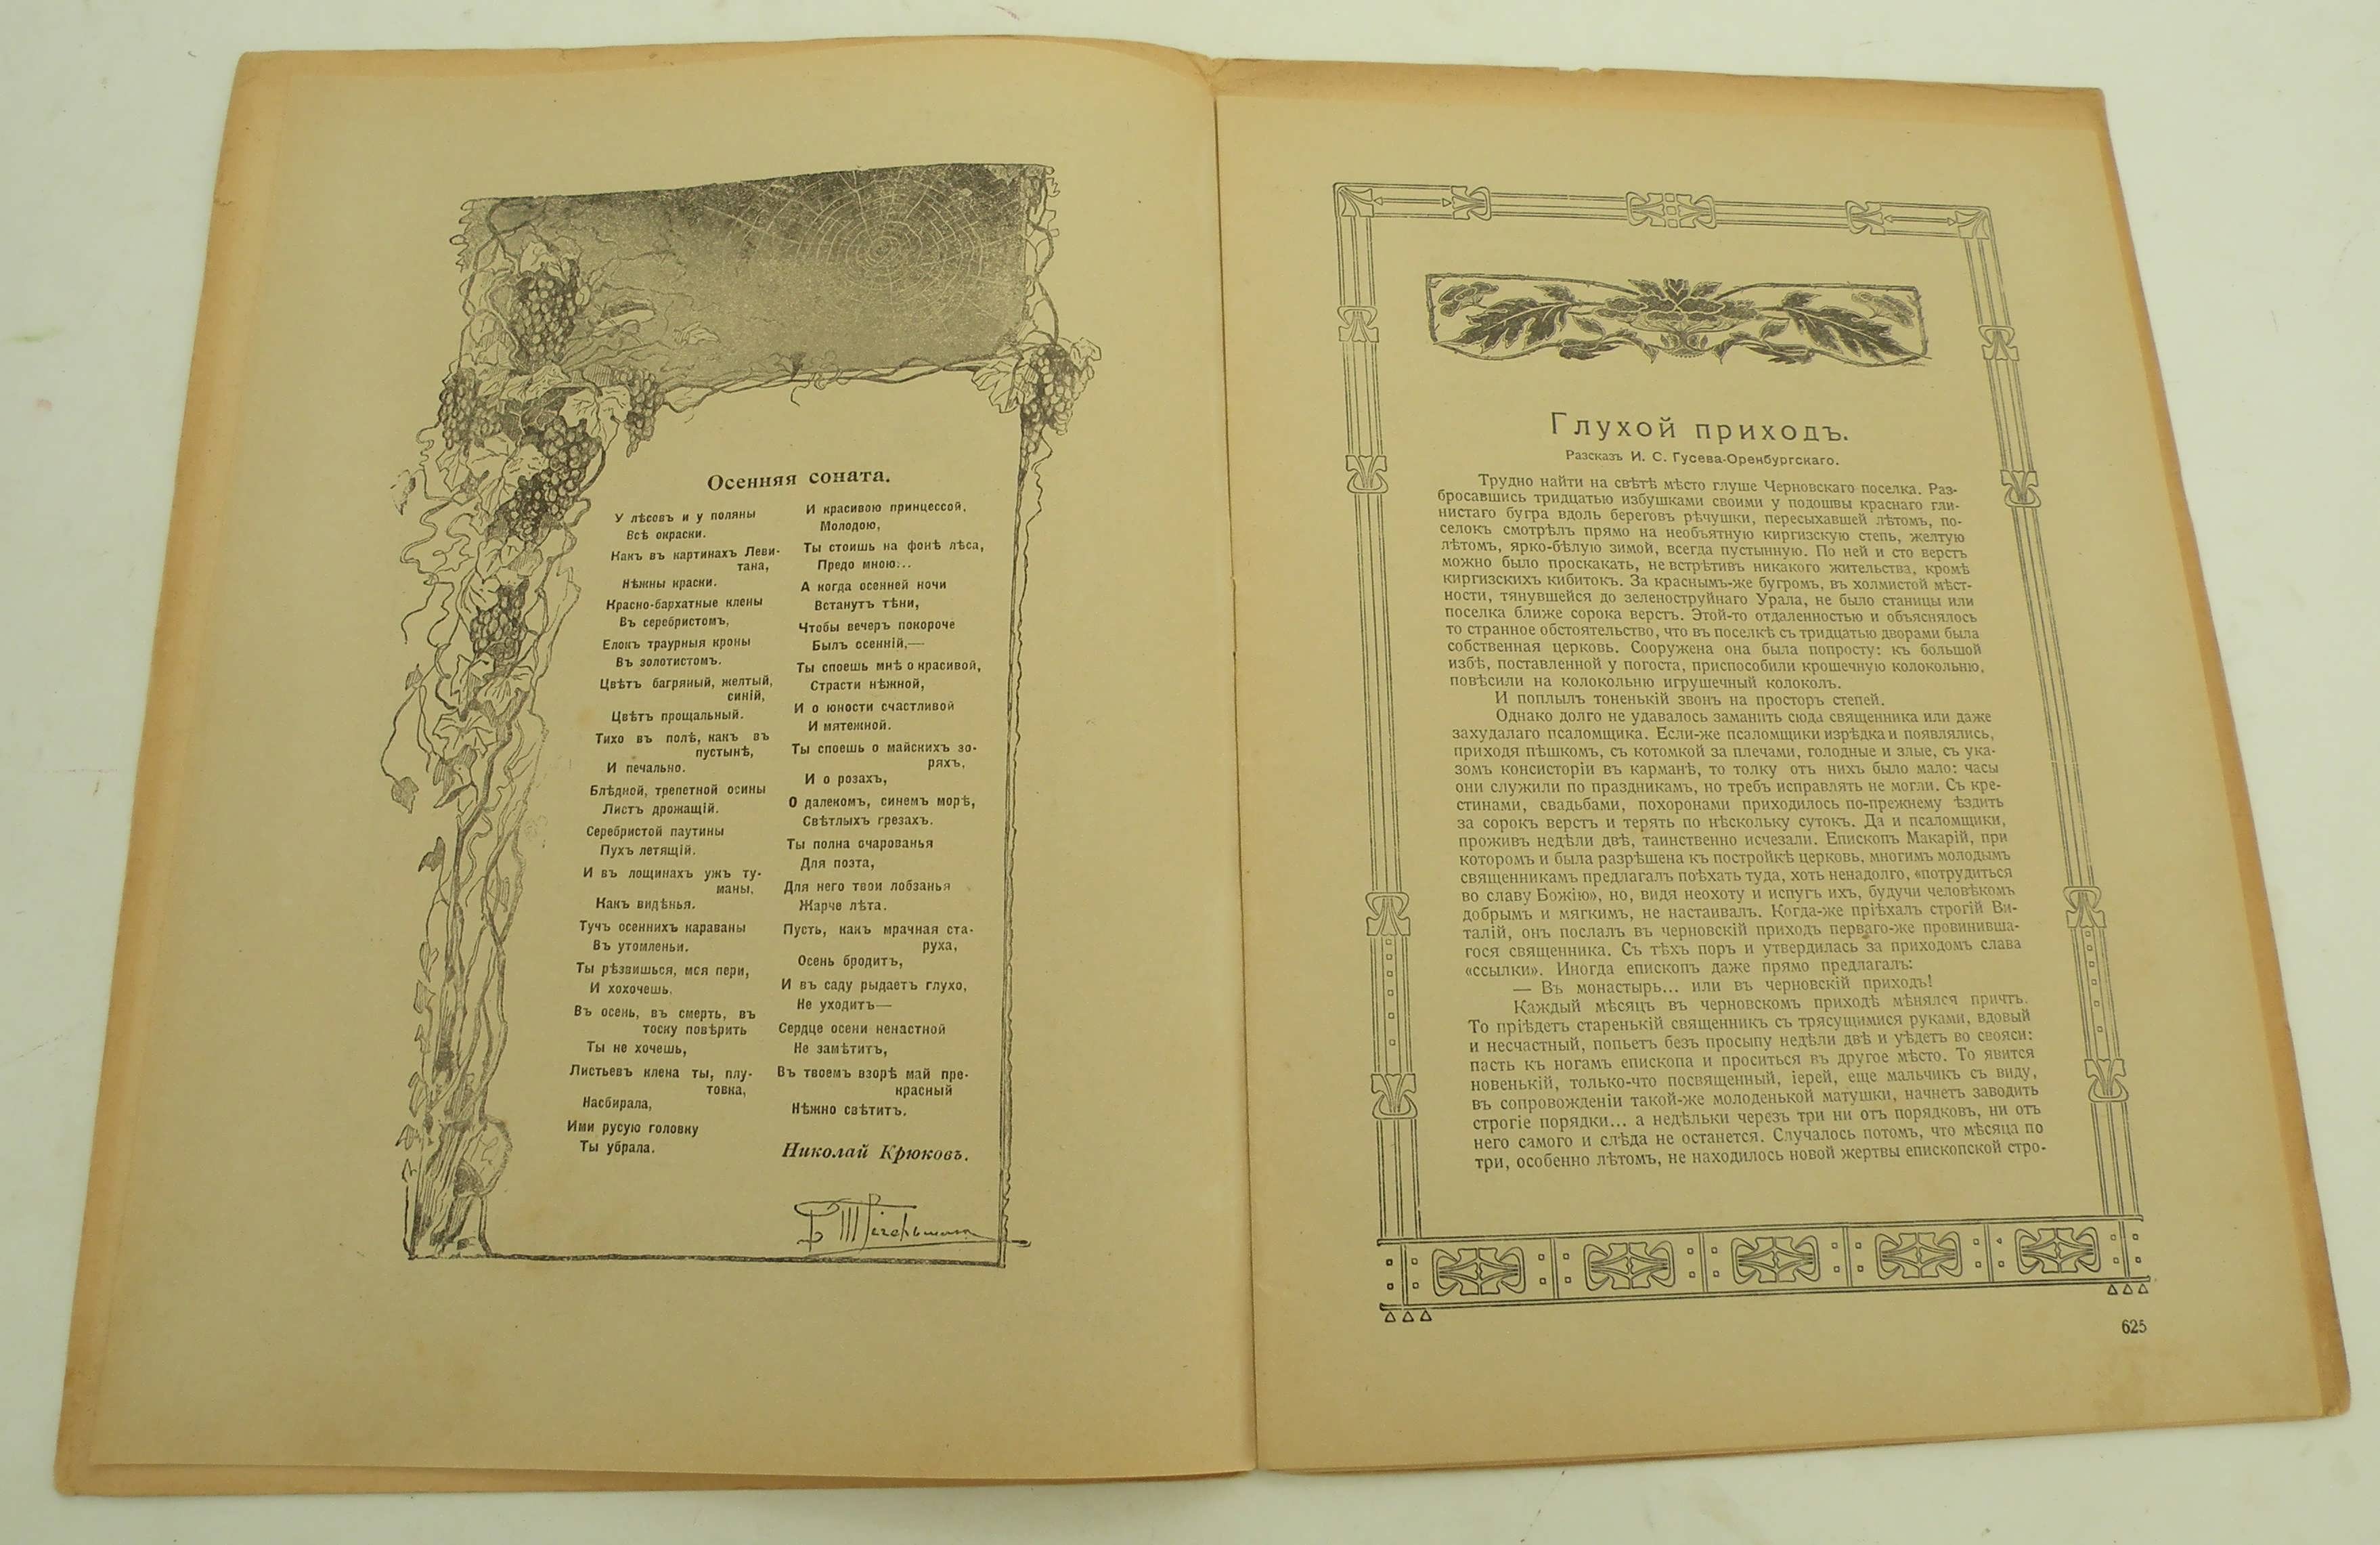 Осенняя соната.
У лѣсовъ и у поляны
Всѣ окраски.
Какъ въ картинахъ Леви-
тана,
Нѣжны краски.
Красно-бархатные клены
Въ серебристомъ,
Елокъ траурныя кроны
Въ золотистомъ.
Цвѣтъ багряный, желтый,
синій,
Цвѣтъ прощальный.
Тихо въ полѣ, какъ въ
пустынѣ,
И печально.
Блѣдной, трепетной осины
Листъ дрожащій.
Серебристой паутины
Пухъ летящій.
И въ лощинахъ ужъ ту-
маны,
Какъ видѣнья.
Тучъ осеннихъ караваны
Въ утомленьи.
Ты рѣзвишься, моя пери,
И хохочешь,
Въ осень, въ смерть, въ
тоску повѣрить
Ты не хочешь,
Листьевъ клена ты, плу-
товка,
Насбирала,
Ими русую головку
Ты убрала.
И красивою принцессой,
Молодою,
Ты стоишь на фонѣ лѣса,
Предо мною...
А когда осенней ночи
Встанутъ тѣни,
Чтобы вечеръ покороче
Былъ осенній,—
Ты споешь мнѣ о красивой,
Страсти нѣжной,
И о юности счастливой
И мятежной.
Ты споешь о майскихъ зо-
ряхъ,
И о розахъ,
О далекомъ, синемъ морѣ,
Свѣтлыхъ грезахъ.
Ты полна очарованья
Для поэта,
Для него твои лобзанья
Жарче лѣта.
Пусть, какъ мрачная ста-
руха,
Осень бродитъ,
И въ саду рыдаетъ глухо,
Не уходитъ—
Сердце осени ненастной
Не замѣтитъ,
Въ твоемъ взорѣ май пре-
красный
Нѣжно свѣтитъ.
Николай Крюковъ.
Глухой приходъ.
Разсказъ И. С. Гусева-Оренбургскаго.
Трудно найти на свѣтѣ мѣсто глуше Черновскаго поселка. Раз-
бросавшись тридцатью избушками своими у подошвы краснаго гли-
нистаго бугра вдоль береговъ рѣчушки, пересыхавшей лѣтомъ, по-
селокъ смотрѣлъ прямо на необъятную киргизскую степь, желтую
лѣтомъ, ярко-бѣлую зимой, всегда пустынную. По ней и сто верстъ
можно было проскакать, не встрѣтивъ никакого жительства, кромѣ
киргизскихъ кибитокъ. За краснымъ-же бугромъ, въ холмистой мѣст-
ности, тянувшейся до зеленоструйнаго Урала, не было станицы или
поселка ближе сорока верстъ. Этой-то отдаленностью и объяснялось
то странное обстоятельство, что въ поселкѣ съ тридцатью дворами была
собственная церковь. Сооружена она была попросту: къ большой
избѣ, поставленной у погоста, приспособили крошечную колокольню,
повѣсили на колокольню игрушечный колоколъ.
И поплылъ тоненькій звонъ на просторъ степей.
Однако долго не удавалось заманить сюда священника или даже
захудалаго псаломщика. Если-же псаломщики изрѣдка и появлялись,
приходя пѣшкомъ, съ котомкой за плечами, голодные и злые, съ ука-
зомъ консисторіи въ карманѣ, то толку отъ нихъ было мало: часы
они служили по праздникамъ, но требъ исправлять не могли. Съ кре-
стинами, свадьбами, похоронами приходилось по-прежнему ѣздить
за сорокъ верстъ и терять по нѣскольку сутокъ. Да и псаломщики,
проживъ недѣли двѣ, таинственно исчезали. Епископъ Макарій, при
которомъ и была разрѣшена къ постройкѣ церковь, многимъ молодымъ
священникамъ предлагалъ поѣхать туда, хоть ненадолго, «потрудиться
во славу Божію», но, видя неохоту и испугъ ихъ, будучи человѣкомъ
добрымъ и мягкимъ, не настаивалъ. Когда-же пріѣхалъ строгій Ви-
талій, онъ послалъ въ черновскій приходъ перваго-же провинивша-
гося священника. Съ тѣхъ поръ и утвердилась за приходомъ слава
«ссылки». Иногда епископъ даже прямо предлагалъ:
— Въ монастырь... или въ черновскій приходъ!
Каждый мѣсяцъ въ черновскомъ приходѣ мѣнялся причтъ.
То пріѣдетъ старенькій священникъ съ трясущимися руками, вдовый
и несчастный, попьетъ безъ просыпу недѣли двѣ и уѣдетъ во свояси:
пасть къ ногамъ епископа и проситься въ другое мѣсто. То явится
новенькій, только-что посвященный, іерей, еще мальчикъ съ виду,
въ сопровожденіи такой-же молоденькой матушки, начнетъ заводить
строгіе порядки... а недѣльки черезъ три ни отъ порядковъ, ни отъ
него самого и слѣда не останется. Случалось потомъ, что мѣсяца по
три, особенно лѣтомъ, не находилось новой жертвы епископской стро-
625